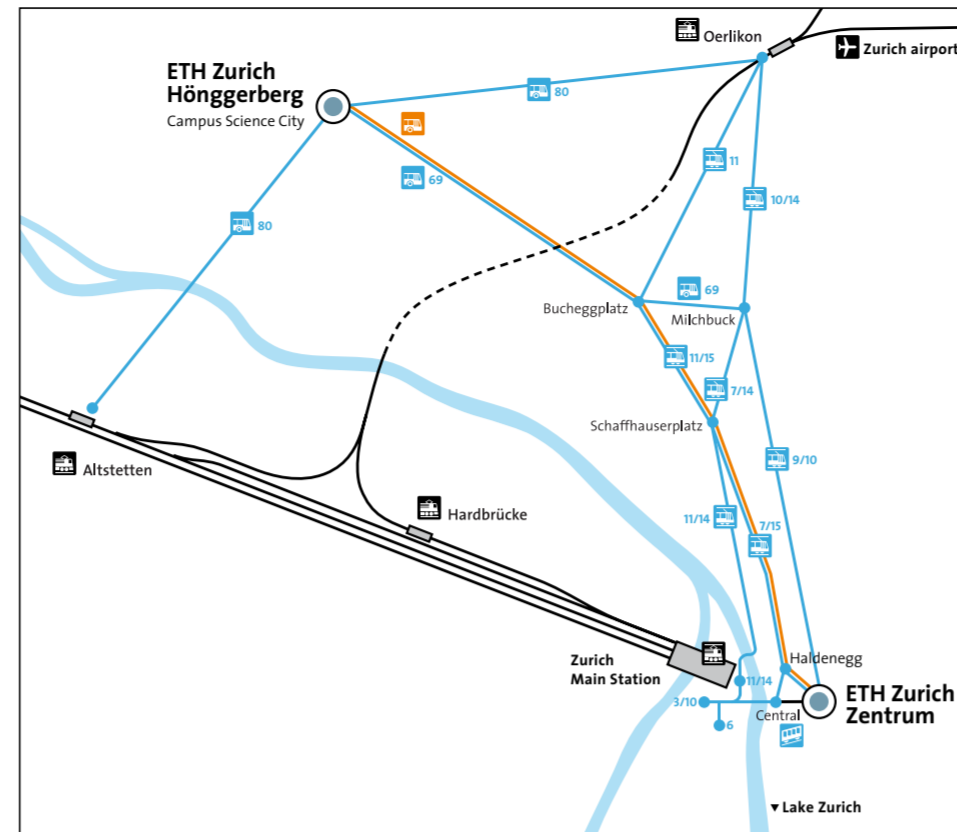 Oerlikon
Zurich airport
ETH Zurich
Hönggerberg
Campus Science City
80
69
11
10/14
80
69
Bucheggplatz
Milchbuck
11/15
7/14
Schaffhauserplatz
9/10
Altstetten
Hardbrücke
11/14
7/15
Zurich
Main Station
Haldenegg
11/14
3/10
6
Central
ETH Zurich
Zentrum
Lake Zurich